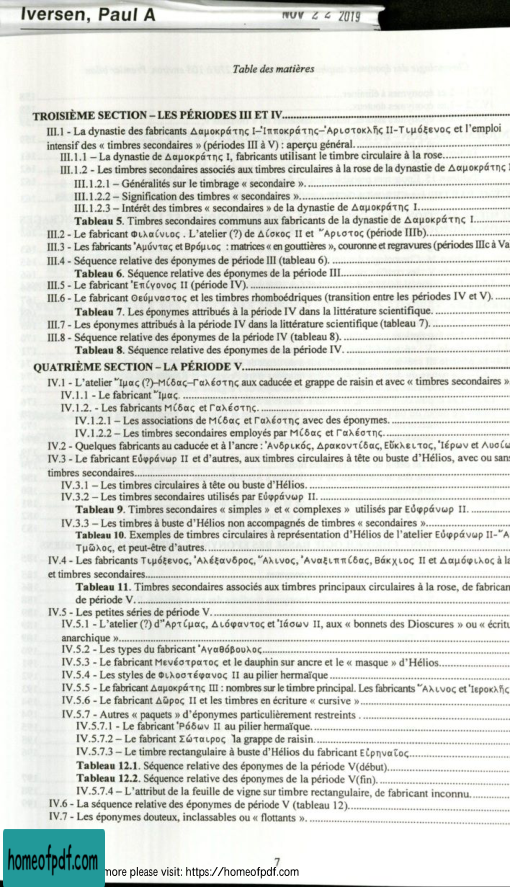 Iversen, Paul A
NOV 22 2019
Table des matières
TROISIÈME SECTION – LES PÉRIODES III ET IV
III.1 - La dynastie des fabricants Δαμοκράτης I–Ἱπποκράτης–Ἀριστοκλῆς II-Τιμόξενος et l'emploi
intensif des « timbres secondaires » (périodes III à V) : aperçu général.
III.1.1 – La dynastie de Δαμοκράτης I, fabricants utilisant le timbre circulaire à la rose
III.1.2 - Les timbres secondaires associés aux timbres circulaires à la rose de la dynastie de Δαμοκράτης I
III.1.2.1 – Généralités sur le timbrage « secondaire ».
III.1.2.2 – Signification des timbres « secondaires ».
III.1.2.3 – Intérêt des timbres « secondaires » de la dynastie de Δαμοκράτης I.
Tableau 5. Timbres secondaires communs aux fabricants de la dynastie de Δαμοκράτης I.
III.2 - Le fabricant Φιλαίνιος . L'atelier (?) de Δίσκος II et Ἄριστος (période IIIb).
III.3 - Les fabricants Ἀμύντας et Βρόμιος : matrices « en gouttières », couronne et regravures (périodes IIIc à Va
III.4 - Séquence relative des éponymes de période III (tableau 6).
Tableau 6. Séquence relative des éponymes de la période III.
III.5 - Le fabricant Ἐπίγονος II (période IV).
III.6 - Le fabricant Θεύμναστος et les timbres rhomboédriques (transition entre les périodes IV et V).
Tableau 7. Les éponymes attribués à la période IV dans la littérature scientifique.
III.7 - Les éponymes attribués à la période IV dans la littérature scientifique (tableau 7).
III.8 - Séquence relative des éponymes de la période IV (tableau 8).
Tableau 8. Séquence relative des éponymes de la période IV.
QUATRIÈME SECTION - LA PÉRIODE V.
IV.1 - L'atelier Ἴμας (?)–Μίδας–Γαλέστης aux caducée et grappe de raisin et avec « timbres secondaires »
IV.1.1 - Le fabricant Ἴμας.
IV.1.2. - Les fabricants Μίδας et Γαλέστης.
IV.1.2.1 – Les associations de Μίδας et Γαλέστης avec des éponymes.
IV.1.2.2 – Les timbres secondaires employés par Μίδας et Γαλέστης.
IV.2 - Quelques fabricants au caducée et à l'ancre : Ἀνδρικός, Δρακοντίδας, Εὔκλειτος, Ἱέρων et Λυσίω
IV.3 - Le fabricant Εὐφράνωρ II et d'autres, aux timbres circulaires à tête ou buste d'Hélios, avec ou sans
timbres secondaires
IV.3.1 – Les timbres circulaires à tête ou buste d'Hélios.
IV.3.2 – Les timbres secondaires utilisés par Εὐφράνωρ II.
Tableau 9. Timbres secondaires « simples » et « complexes » utilisés par Εὐφράνωρ II.
IV.3.3 — Les timbres à buste d'Hélios non accompagnés de timbres « secondaires »
Tableau 10. Exemples de timbres circulaires à représentation d'Hélios de l'atelier Εὐφράνωρ II-Ἄ
Τμῶλος, et peut-être d'autres.
IV.4 - Les fabricants Τιμόξενος, Ἀλέξανδρος, Ἄλινος, Ἀναξιππίδας, Βάκχιος II et Δαμόφιλος à la
et timbres secondaires
Tableau 11. Timbres secondaires associés aux timbres principaux circulaires à la rose, de fabrican
de période V.
IV.5 - Les petites séries de période V.
IV.5.1 - L'atelier (?) d'Ἀρτίμας, Διόφαντος et Ἰάσων II, aux « bonnets des Dioscures » ou « écritu
anarchique »
IV.5.2 - Les types du fabricant Ἀγαθόβουλος
IV.5.3 - Le fabricant Μενέστρατος et le dauphin sur ancre et le « masque » d'Hélios.
IV.5.4 - Les styles de Φιλοστέφανος II au pilier hermaïque
IV.5.5 - Le fabricant Δαμοκράτης III : nombres sur le timbre principal. Les fabricants Ἄλινος et Ἱεροκλῆς
IV.5.6 - Le fabricant Δῶρος II et les timbres en écriture « cursive »
IV.5.7 - Autres « paquets » d'éponymes particulièrement restreints .
IV.5.7.1 - Le fabricant Ῥόδων II au pilier hermaïque.
IV.5.7.2 – Le fabricant Σώταιρος à la grappe de raisin.
IV.5.7.3 – Le timbre rectangulaire à buste d'Hélios du fabricant Εἰρηναῖος
Tableau 12.1. Séquence relative des éponymes de la période V(début).
Tableau 12.2. Séquence relative des éponymes de la période V(fin).
IV.5.7.4 – L'attribut de la feuille de vigne sur timbre rectangulaire, de fabricant inconnu.
IV.6 - La séquence relative des éponymes de période V (tableau 12)
IV.7 - Les éponymes douteux, inclassables ou « flottants ».
7
homeofpdf.com
more please visit: https://homeofpdf.com